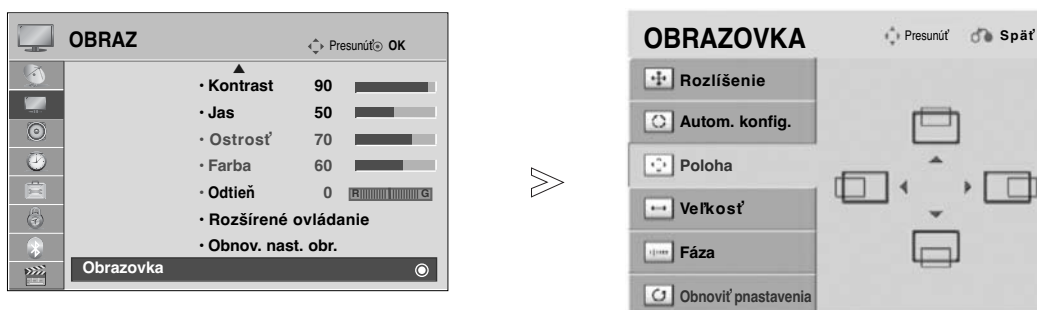 OBRAZ
Presunúť OK
• Kontrast 90
• Jas 50
• Ostrosť 70
• Farba 60
• Odtieň 0 R G
• Rozšírené ovládanie
• Obnov. nast. obr.
Obrazovka
OBRAZOVKA
Presunúť Späť
Rozlíšenie
Autom. konfig.
Poloha
Veľkosť
Fáza
Obnoviť pnastavenia